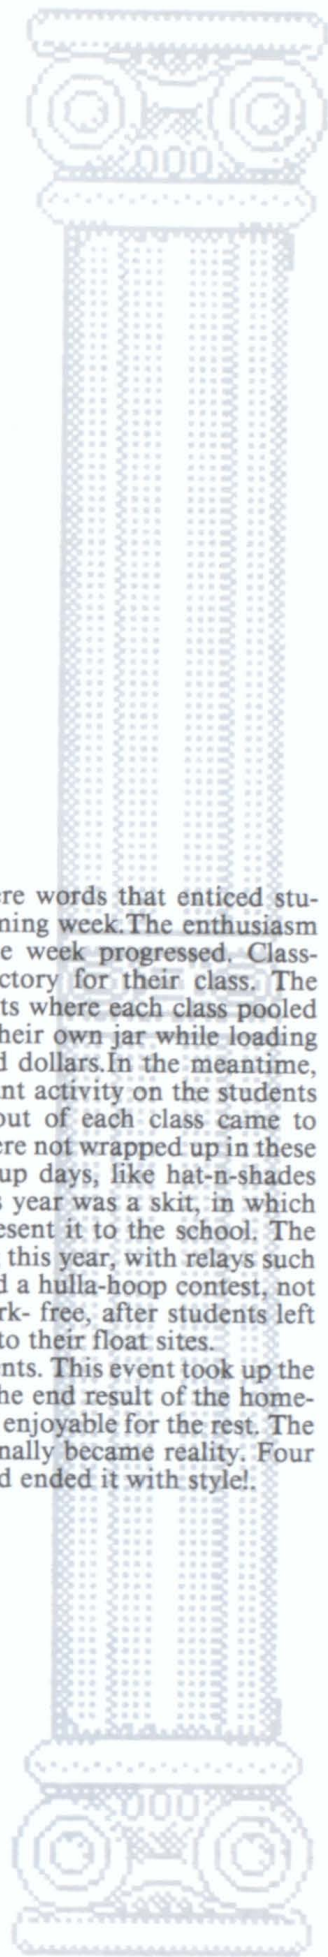 ere words that enticed stu-
ning week.The enthusiasm
e week progressed. Class-
ctory for their class. The
ts where each class pooled
heir own jar while loading
d dollars.In the meantime,
nt activity on the students
out of each class came to
ere not wrapped up in these
up days, like hat-n-shades
s year was a skit, in which
esent it to the school. The
this year, with relays such
d a hulla-hoop contest, not
rk- free, after students left
to their float sites.
ents. This event took up the
he end result of the home-
enjoyable for the rest. The
nally became reality. Four
d ended it with style!.